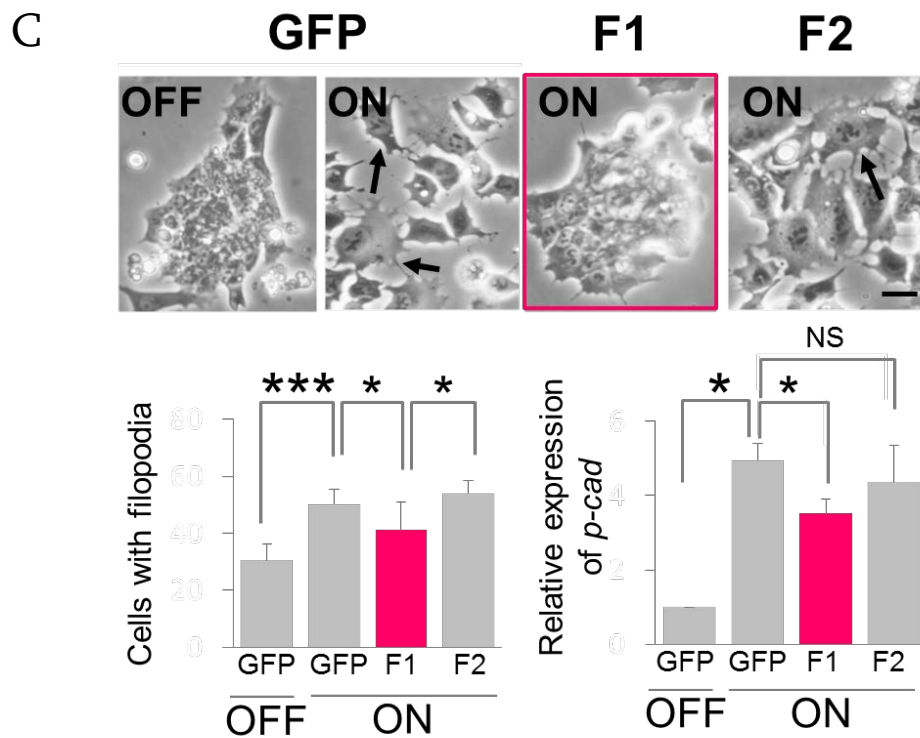 C
GFP F1 F2
OFF ON ON ON
Cells with filopodia
80
60
40
20
0
*** * *
GFP GFP F1 F2
OFF ON
Relative expression
of p-cad
6
4
2
0
NS
* *
GFP GFP F1 F2
OFF ON